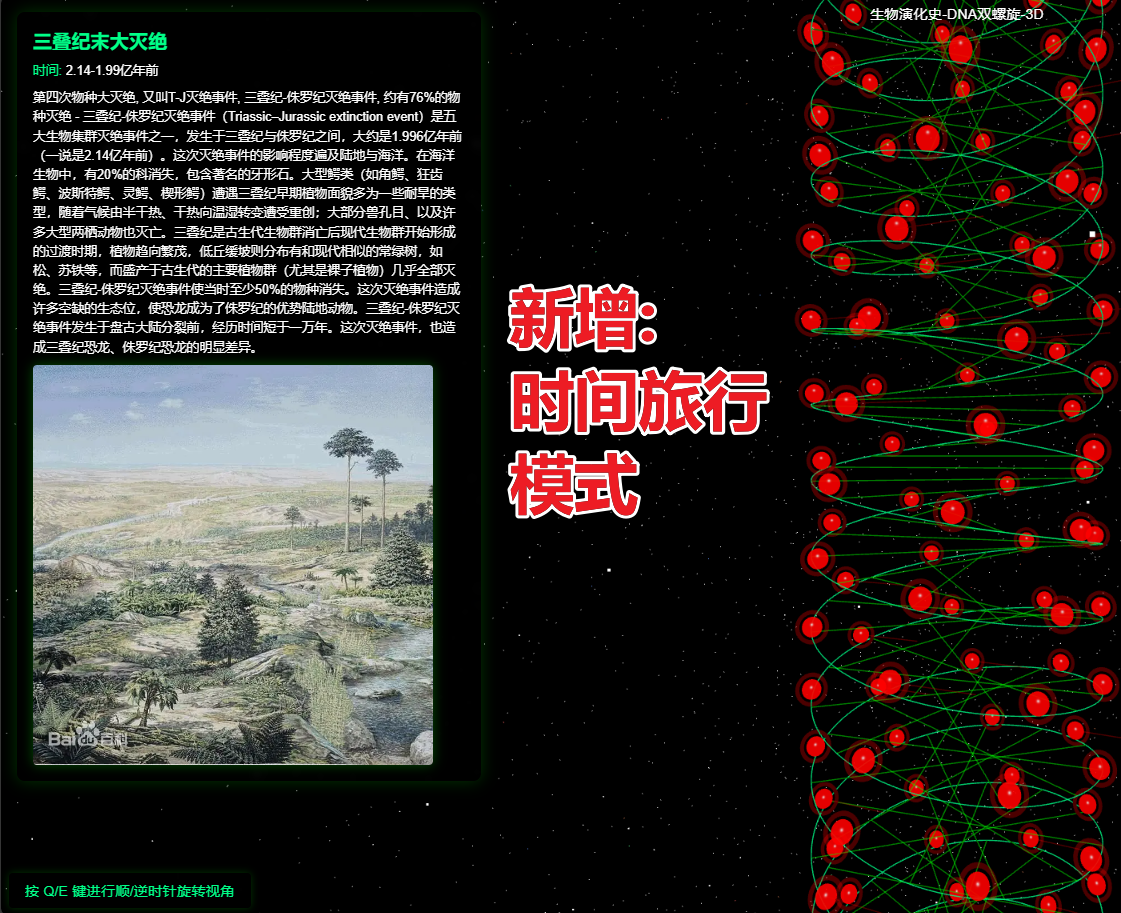 生物演化史-DNA双螺旋-3D
三叠纪末大灭绝
时间: 2.14-1.99亿年前
第四次物种大灭绝, 又叫T-J灭绝事件, 三叠纪-侏罗纪灭绝事件, 约有76%的物
种灭绝 - 三叠纪-侏罗纪灭绝事件（Triassic–Jurassic extinction event）是五
大生物集群灭绝事件之一，发生于三叠纪与侏罗纪之间，大约是1.996亿年前
（一说是2.14亿年前）。这次灭绝事件的影响程度遍及陆地与海洋。在海洋
生物中，有20%的科消失，包含著名的牙形石。大型鳄类（如角鳄、狂齿
鳄、波斯特鳄、灵鳄、楔形鳄）遭遇三叠纪早期植物面貌多为一些耐旱的类
型，随着气候由半干热、干热向温湿转变遭受重创；大部分兽孔目、以及许
多大型两栖动物也灭亡。三叠纪是古生代生物群消亡后现代生物群开始形成
的过渡时期，植物趋向繁茂，低丘缓坡则分布有和现代相似的常绿树，如
松、苏铁等，而盛产于古生代的主要植物群（尤其是裸子植物）几乎全部灭
绝。三叠纪-侏罗纪灭绝事件使当时至少50%的物种消失。这次灭绝事件造成
许多空缺的生态位，使恐龙成为了侏罗纪的优势陆地动物。三叠纪-侏罗纪灭
绝事件发生于盘古大陆分裂前，经历时间短于一万年。这次灭绝事件，也造
成三叠纪恐龙、侏罗纪恐龙的明显差异。
新增:
时间旅行
模式
Bai du 百科
按 Q/E 键进行顺/逆时针旋转视角